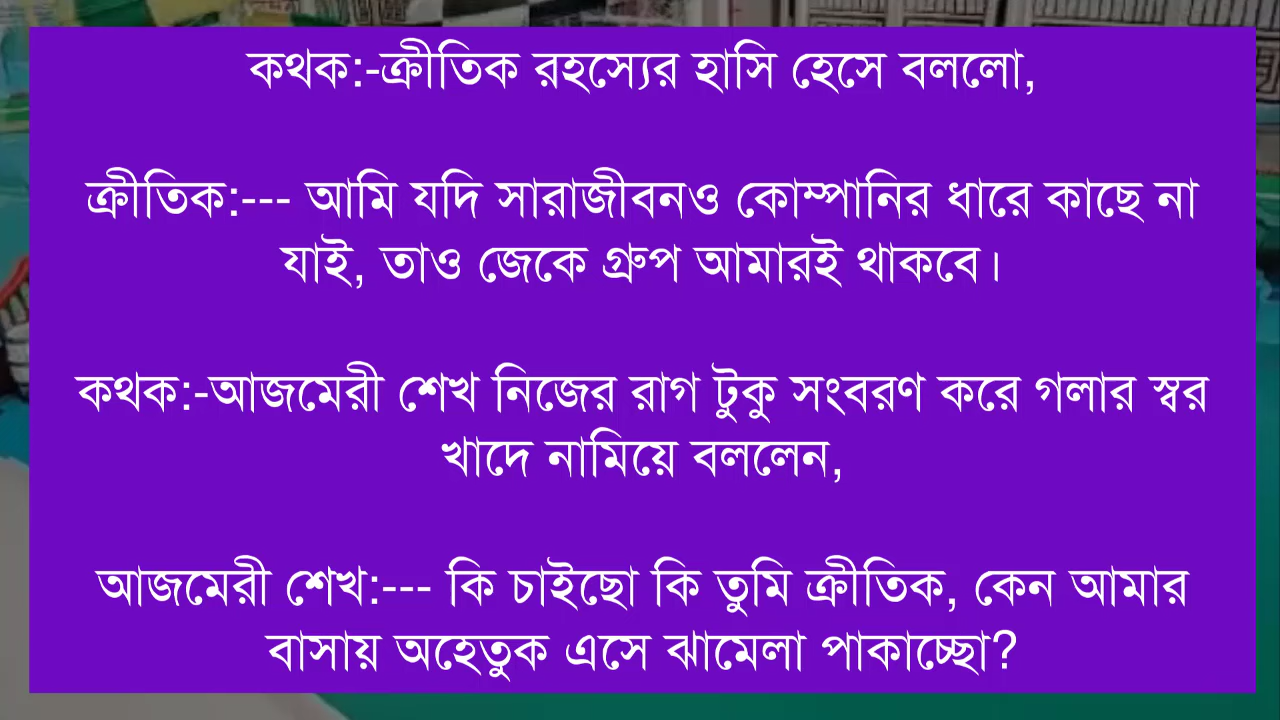 কথক:-ক্রীতিক রহস্যের হাসি হেসে বললো,
ক্রীতিক:--- আমি যদি সারাজীবনও কোম্পানির ধারে কাছে না
যাই, তাও জেকে গ্রুপ আমারই থাকবে।
কথক:-আজমেরী শেখ নিজের রাগ টুকু সংবরণ করে গলার স্বর
খাদে নামিয়ে বললেন,
আজমেরী শেখ:--- কি চাইছো কি তুমি ক্রীতিক, কেন আমার
বাসায় অহেতুক এসে ঝামেলা পাকাচ্ছো?